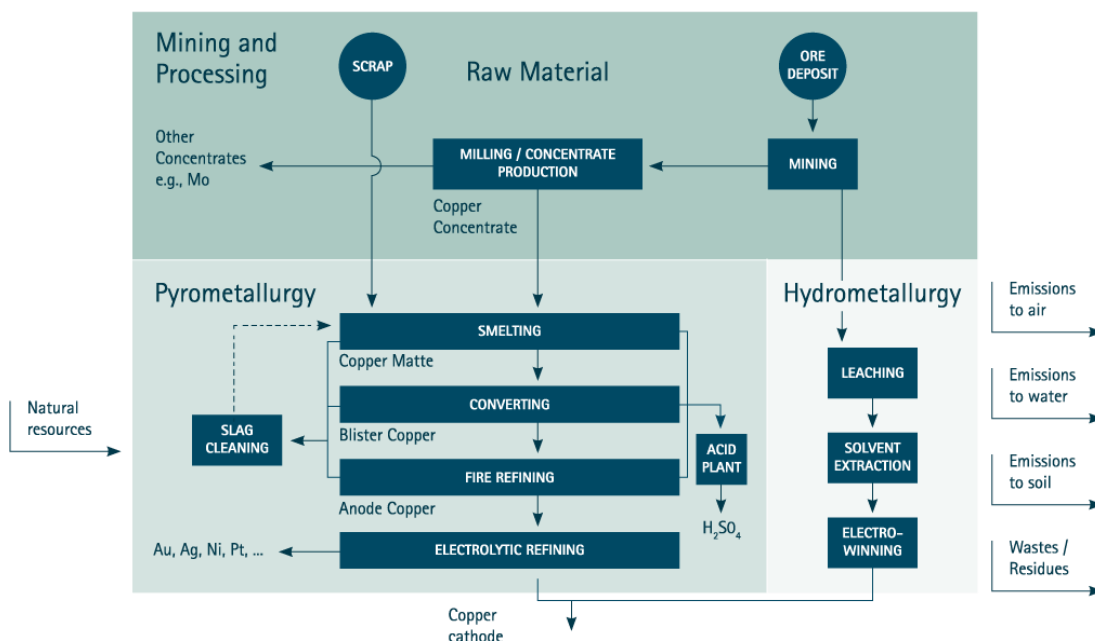 Mining and
Processing
SCRAP
Raw Material
ORE
DEPOSIT
Other
Concentrates
e.g., Mo
MILLING / CONCENTRATE
PRODUCTION
MINING
Copper
Concentrate
Pyrometallurgy
Hydrometallurgy
Emissions
to air
SMELTING
Copper Matte
LEACHING
Emissions
to water
Natural
resources
CONVERTING
SLAG
CLEANING
Blister Copper
ACID
PLANT
SOLVENT
EXTRACTION
Emissions
to soil
FIRE REFINING
Anode Copper
H₂SO₄
Au, Ag, Ni, Pt, ...
ELECTROLYTIC REFINING
ELECTRO-
WINNING
Wastes /
Residues
Copper
cathode